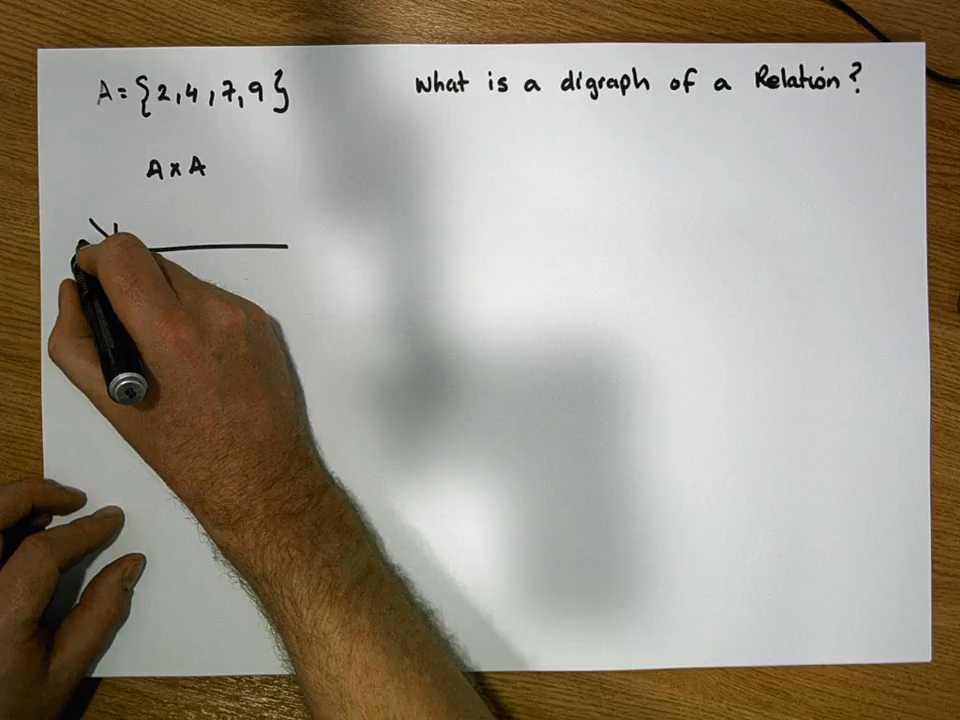 A = {2,4,7,9}
What is a digraph of a Relation?
A x A